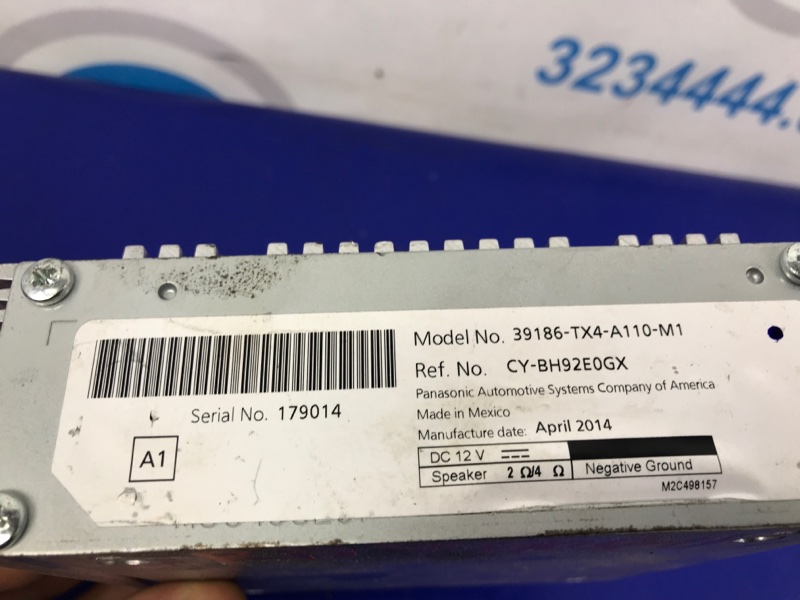 3234444.
Model No. 39186-TX4-A110-M1
Ref. No. CY-BH92E0GX
Panasonic Automotive Systems Company of America
Serial No. 179014
Made in Mexico
Manufacture date: April 2014
A1
DC 12 V
Speaker 2 Ω/4 Ω Negative Ground
M2C498157